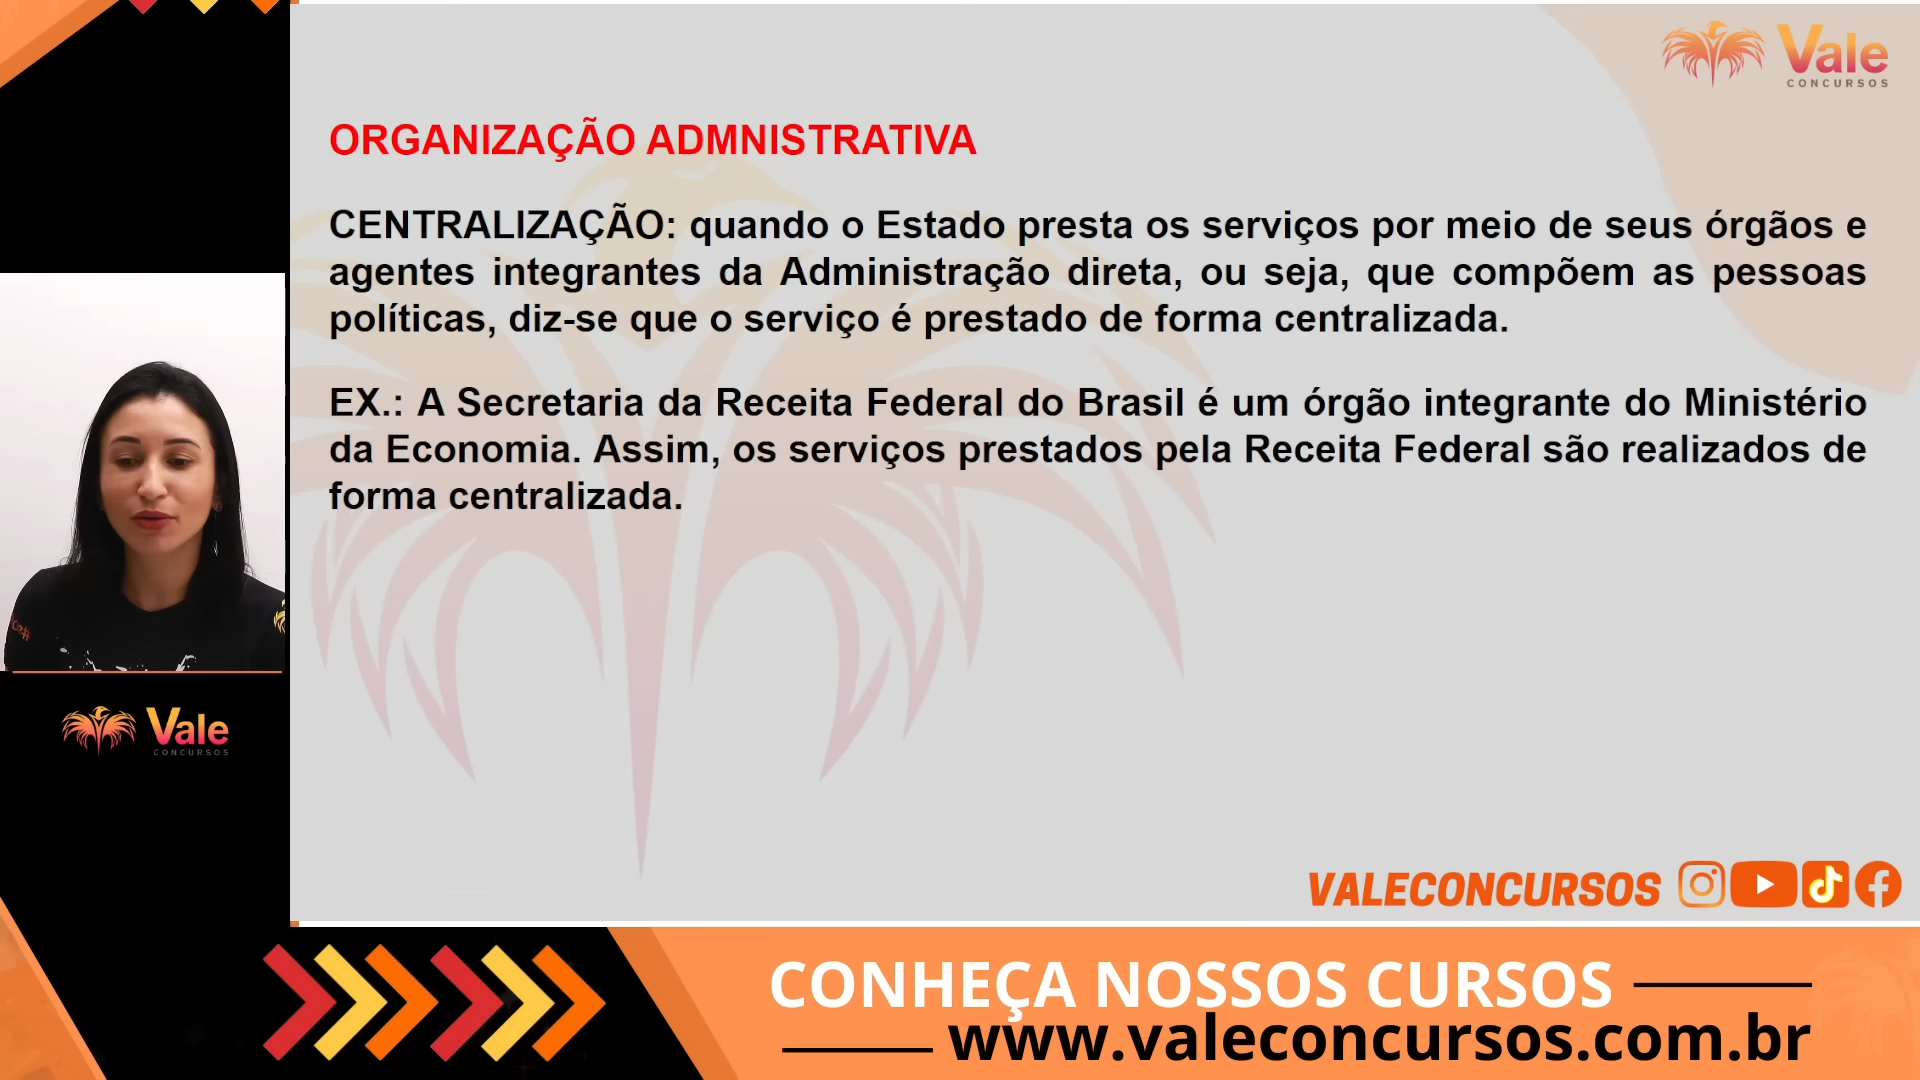 Vale
CONCURSOS
ORGANIZAÇÃO ADMNISTRATIVA
CENTRALIZAÇÃO: quando o Estado presta os serviços por meio de seus órgãos e
agentes integrantes da Administração direta, ou seja, que compõem as pessoas
políticas, diz-se que o serviço é prestado de forma centralizada.
EX.: A Secretaria da Receita Federal do Brasil é um órgão integrante do Ministério
da Economia. Assim, os serviços prestados pela Receita Federal são realizados de
forma centralizada.
Vale
CONCURSOS
VALECONCURSOS
CONHEÇA NOSSOS CURSOS
www.valeconcursos.com.br